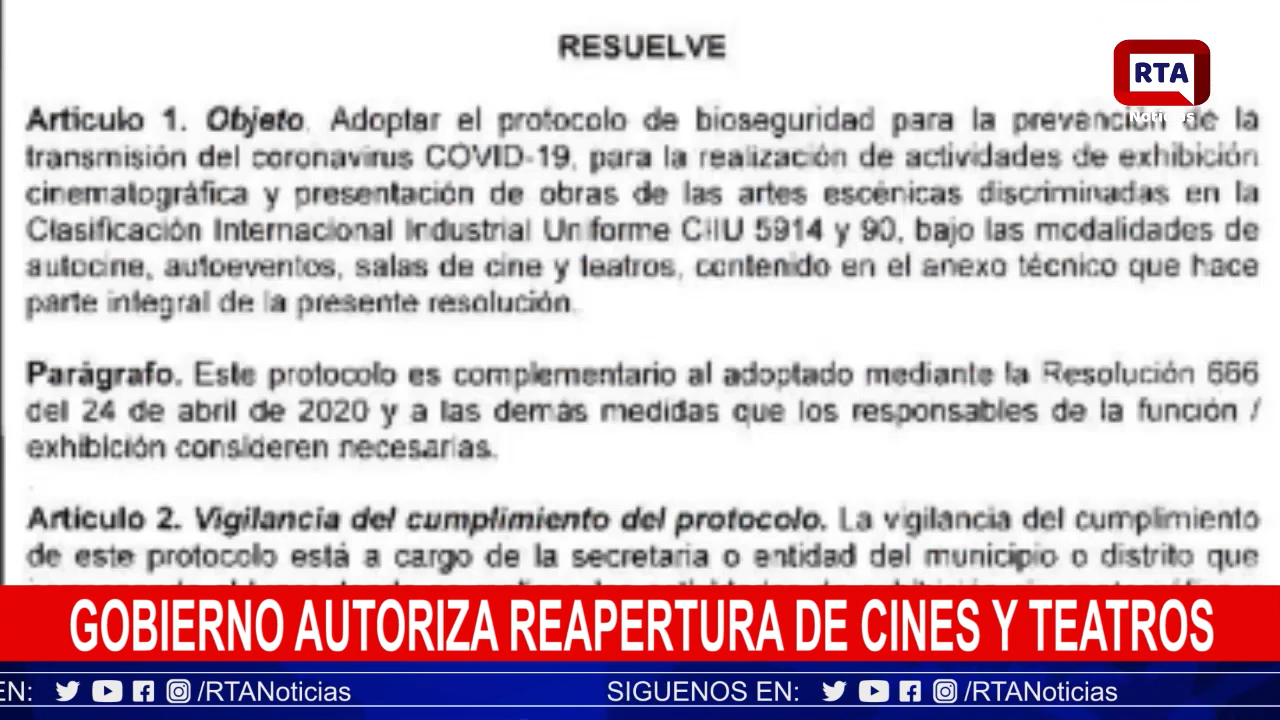 RESUELVE
RTA
Noticias
Artículo 1. Objeto. Adoptar el protocolo de bioseguridad para la prevención de la
transmisión del coronavirus COVID-19, para la realización de actividades de exhibición
cinematográfica y presentación de obras de las artes escénicas discriminadas en la
Clasificación Internacional Industrial Uniforme CIIU 5914 y 90, bajo las modalidades de
autocine, autoeventos, salas de cine y teatros, contenido en el anexo técnico que hace
parte integral de la presente resolución.
Parágrafo. Este protocolo es complementario al adoptado mediante la Resolución 666
del 24 de abril de 2020 y a las demás medidas que los responsables de la función /
exhibición consideren necesarias.
Artículo 2. Vigilancia del cumplimiento del protocolo. La vigilancia del cumplimiento
de este protocolo está a cargo de la secretaria o entidad del municipio o distrito que
GOBIERNO AUTORIZA REAPERTURA DE CINES Y TEATROS
EN: /RTANoticias SIGUENOS EN: /RTANoticias